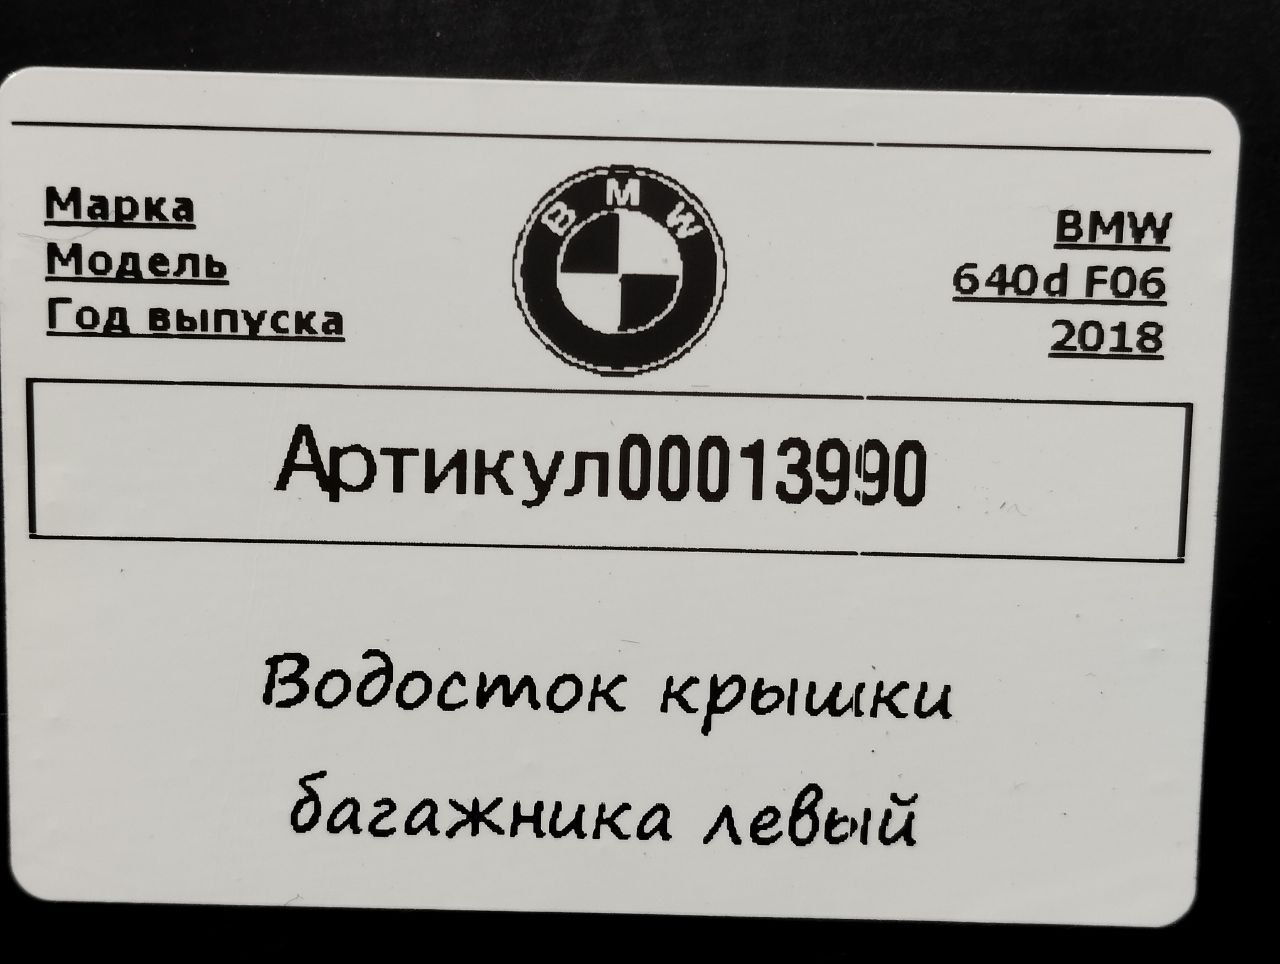 Марка BMW
Модель 640d F06
Год выпуска 2018
BMW
Артикул00013990
Водосток крышки
багажника левый